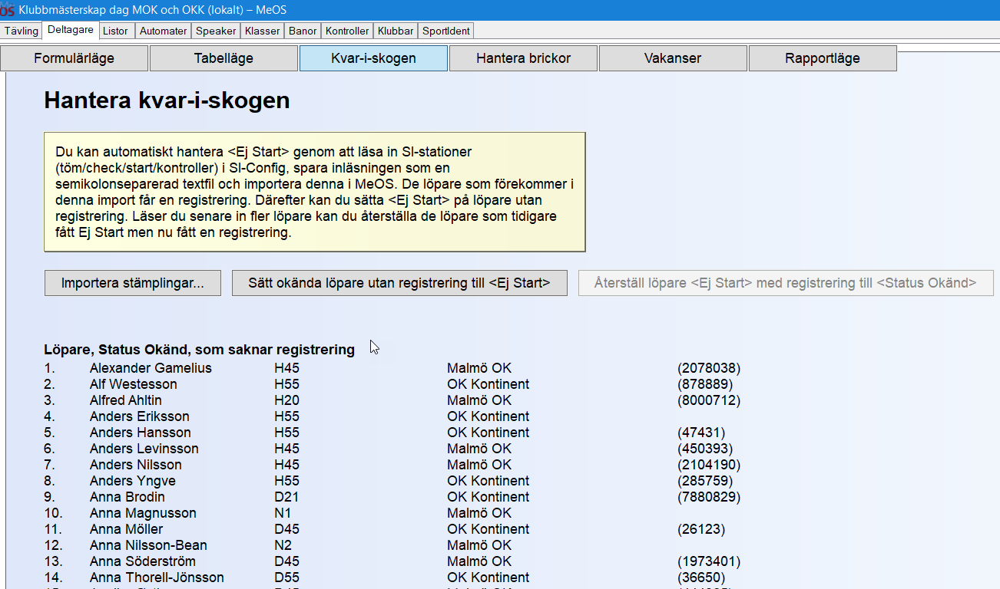 Klubbmästerskap dag MOK och OKK (lokalt) – MeOS
Tävling Deltagare Listor Automater Speaker Klasser Banor Kontroller Klubbar SportIdent
Formulärläge Tabelläge Kvar-i-skogen Hantera brickor Vakanser Rapportläge
Hantera kvar-i-skogen
Du kan automatiskt hantera <Ej Start> genom att läsa in SI-stationer
(töm/check/start/kontroller) i SI-Config, spara inläsningen som en
semikolonseparerad textfil och importera denna i MeOS. De löpare som förekommer i
denna import får en registrering. Därefter kan du sätta <Ej Start> på löpare utan
registrering. Läser du senare in fler löpare kan du återställa de löpare som tidigare
fått Ej Start men nu fått en registrering.
Importera stämplingar... Sätt okända löpare utan registrering till <Ej Start> Återställ löpare <Ej Start> med registrering till <Status Okänd>
Löpare, Status Okänd, som saknar registrering
1. Alexander Gamelius H45 Malmö OK (2078038)
2. Alf Westesson H55 OK Kontinent (878889)
3. Alfred Ahltin H20 Malmö OK (8000712)
4. Anders Eriksson H55 OK Kontinent
5. Anders Hansson H55 OK Kontinent (47431)
6. Anders Levinsson H45 Malmö OK (450393)
7. Anders Nilsson H45 Malmö OK (2104190)
8. Anders Yngve H55 OK Kontinent (285759)
9. Anna Brodin D21 OK Kontinent (7880829)
10. Anna Magnusson N1 Malmö OK
11. Anna Möller D45 OK Kontinent (26123)
12. Anna Nilsson-Bean N2 Malmö OK
13. Anna Söderström D45 Malmö OK (1973401)
14. Anna Thorell-Jönsson D55 OK Kontinent (36650)